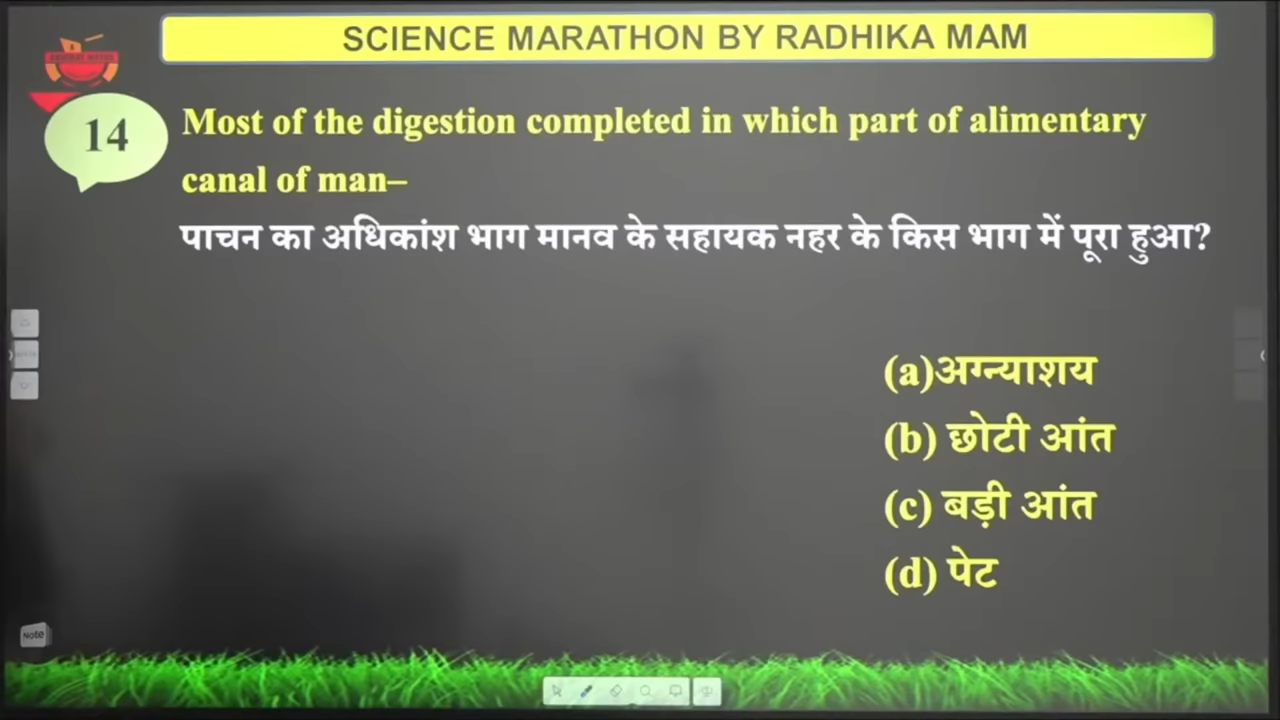 SCIENCE MARATHON BY RADHIKA MAM
14
Most of the digestion completed in which part of alimentary
canal of man–
पाचन का अधिकांश भाग मानव के सहायक नहर के किस भाग में पूरा हुआ?
(a)अग्न्याशय
(b) छोटी आंत
(c) बड़ी आंत
(d) पेट
Note